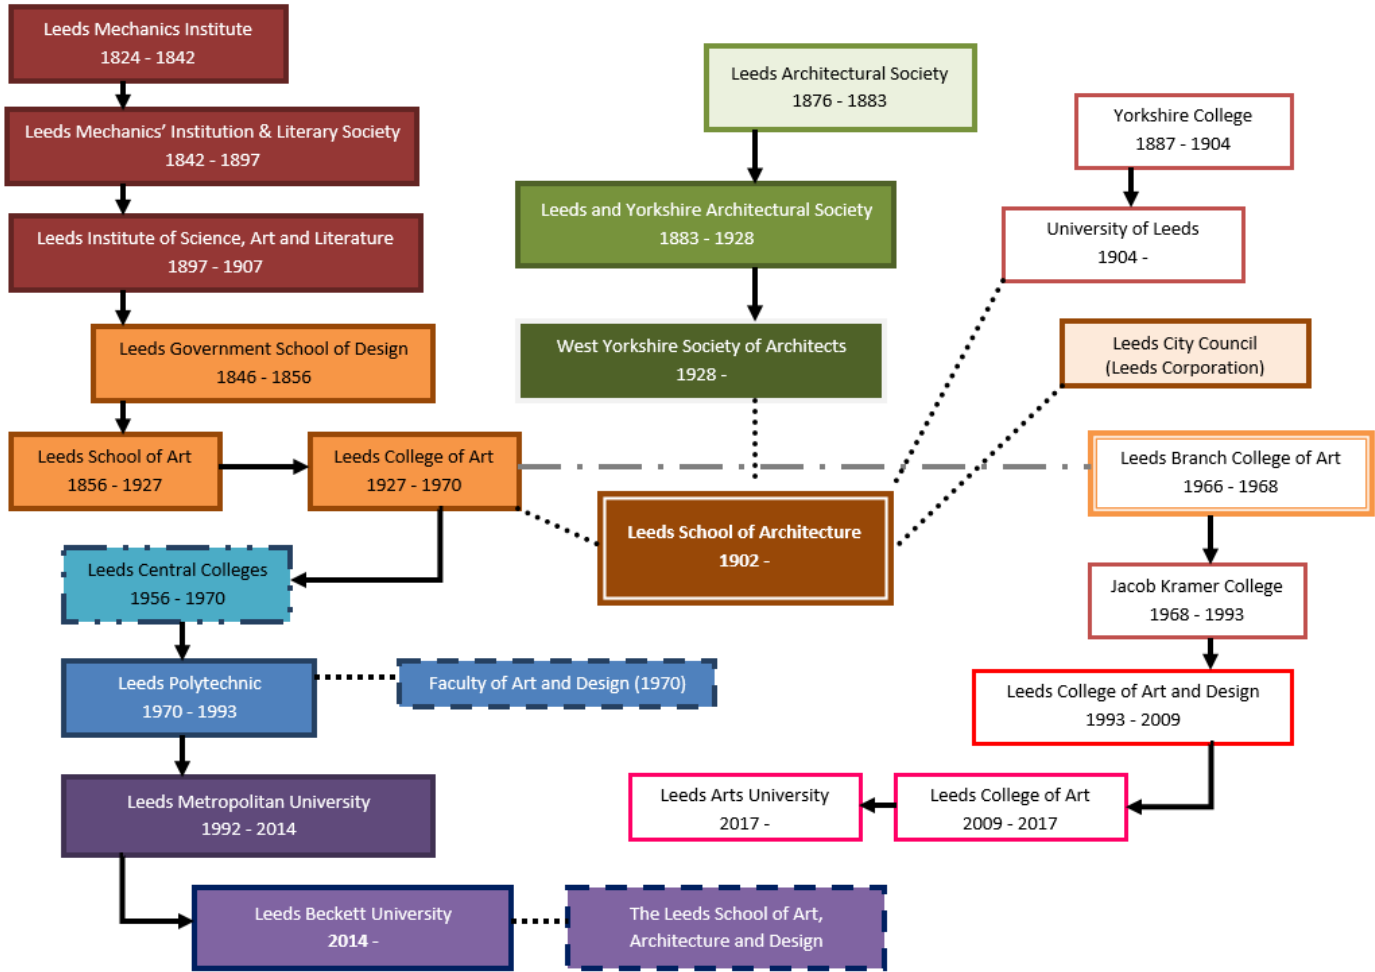 Leeds Mechanics Institute
1824 - 1842
Leeds Mechanics’ Institution & Literary Society
1842 - 1897
Leeds Institute of Science, Art and Literature
1897 - 1907
Leeds Government School of Design
1846 - 1856
Leeds School of Art
1856 - 1927
Leeds College of Art
1927 - 1970
Leeds Central Colleges
1956 - 1970
Leeds Polytechnic
1970 - 1993
Faculty of Art and Design (1970)
Leeds Metropolitan University
1992 - 2014
Leeds Beckett University
2014 -
The Leeds School of Art,
Architecture and Design
Leeds Architectural Society
1876 - 1883
Leeds and Yorkshire Architectural Society
1883 - 1928
West Yorkshire Society of Architects
1928 -
Leeds School of Architecture
1902 -
Yorkshire College
1887 - 1904
University of Leeds
1904 -
Leeds City Council
(Leeds Corporation)
Leeds Branch College of Art
1966 - 1968
Jacob Kramer College
1968 - 1993
Leeds College of Art and Design
1993 - 2009
Leeds College of Art
2009 - 2017
Leeds Arts University
2017 -